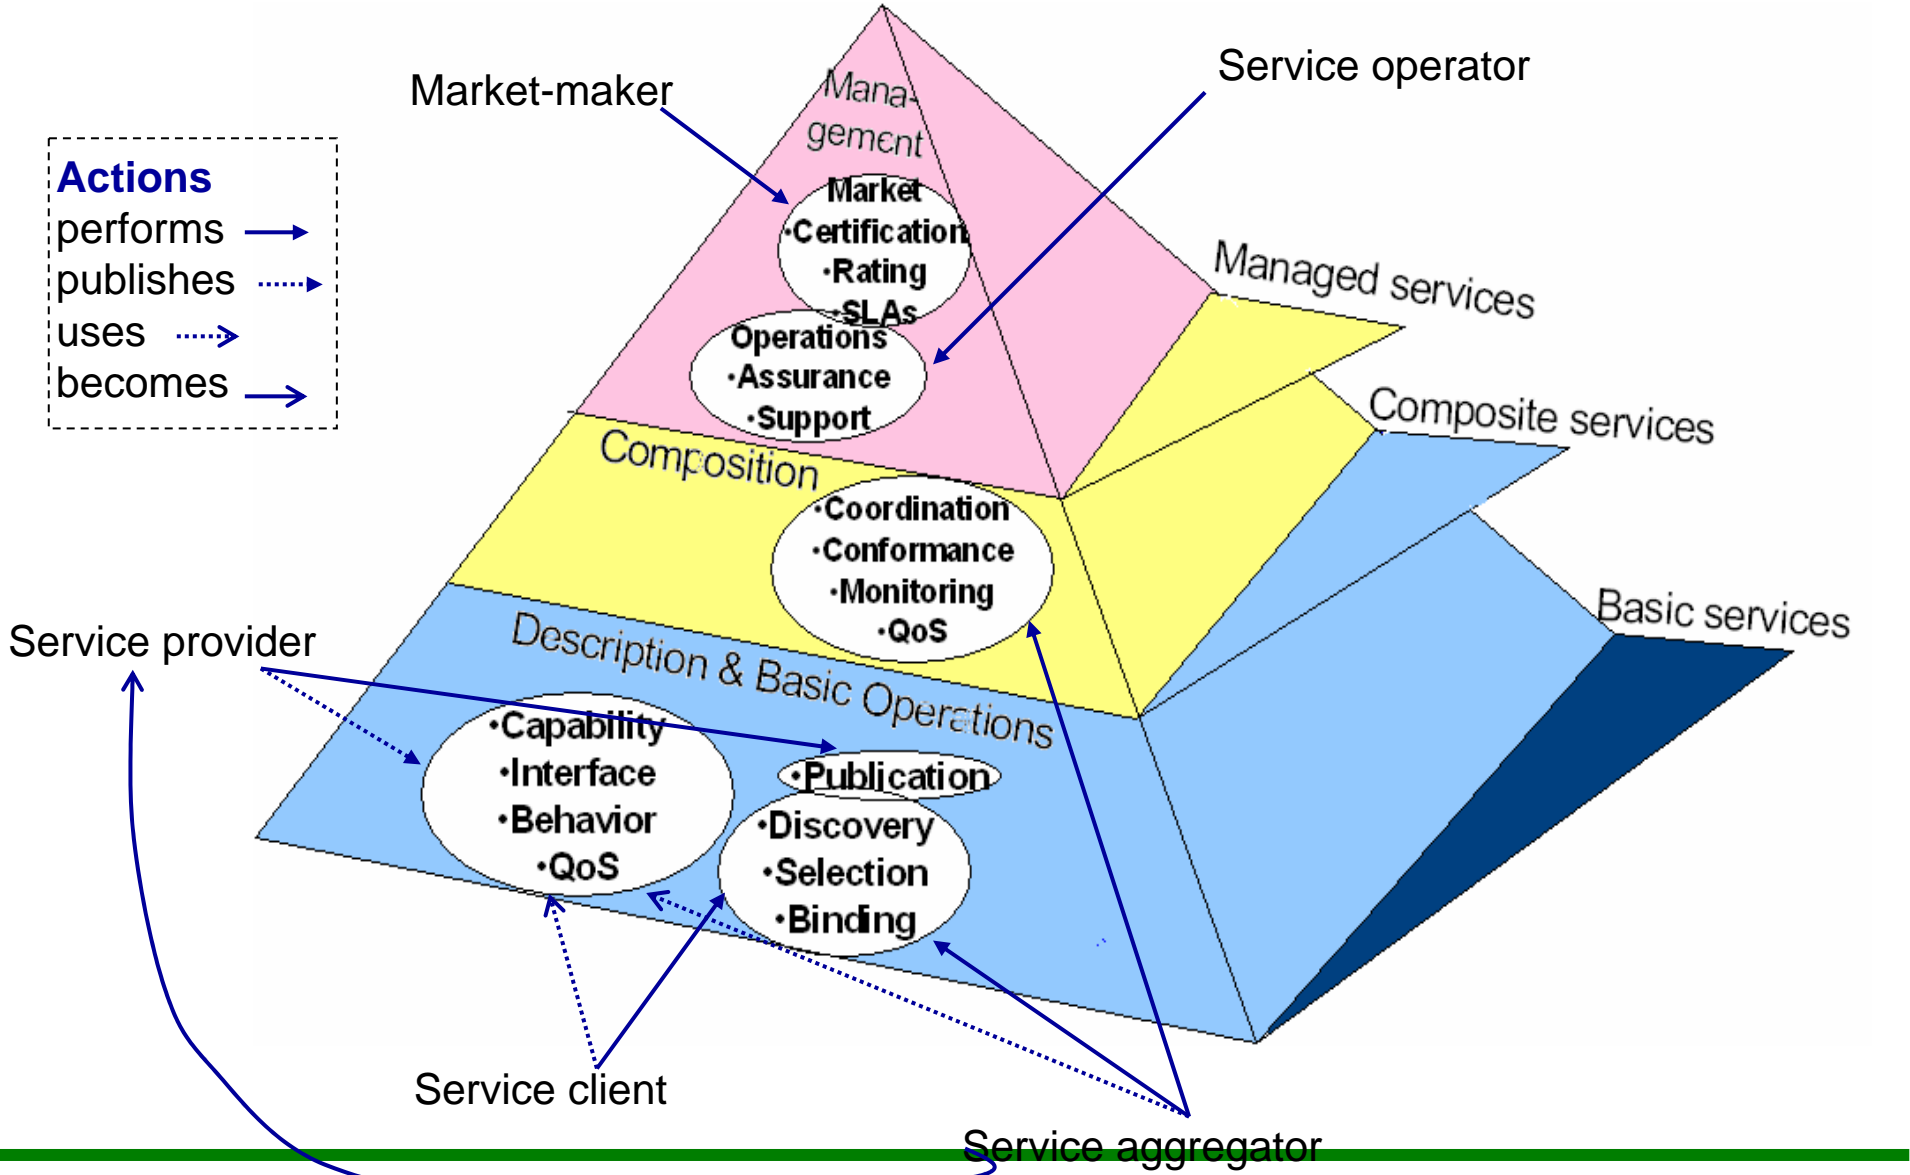 Market-maker
Service operator
Actions
performs
publishes
uses
becomes
Mana-
gement
Market
•Certification
•Rating
•SLAs
Operations
•Assurance
•Support
Managed services
Composition
Composite services
•Coordination
•Conformance
•Monitoring
•QoS
Basic services
Service provider
Description & Basic Operations
•Capability
•Interface
•Behavior
•QoS
•Publication
•Discovery
•Selection
•Binding
Service client
Service aggregator